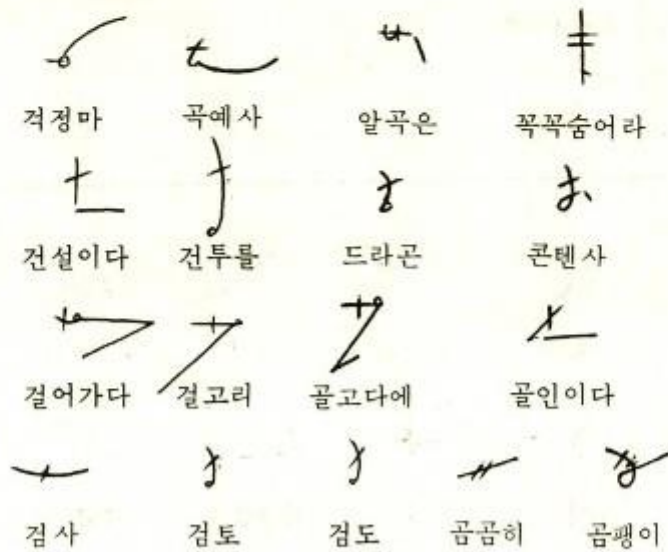 걱정마 곡예사 알곡은 꼭꼭숨어라
건설이다 건투를 드라곤 콘텐사
걸어가다 걸고리 골고다에 골인이다
검사 검토 검도 곰곰히 곰팽이